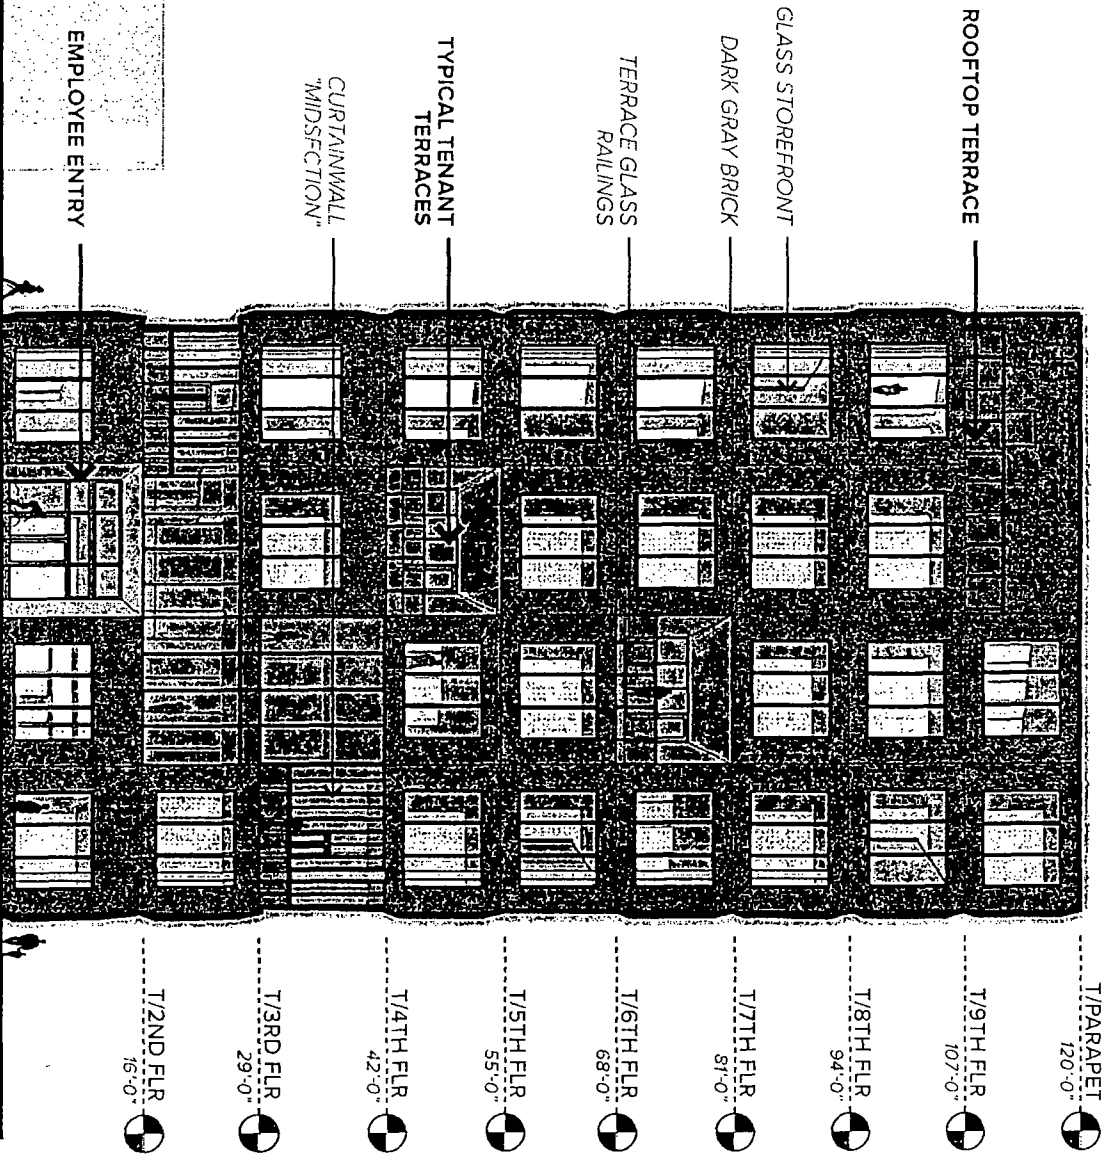 ROOFTOP TERRACE
GLASS STOREFRONT
DARK GRAY BRICK
TERRACE GLASS
RAILINGS
TYPICAL TENANT
TERRACES
CURTAINWALL
"MIDSECTION"
EMPLOYEE ENTRY
T/PARAPET
120'-0"
T/9TH FLR
107'-0"
T/8TH FLR
94'-0"
T/7TH FLR
81'-0"
T/6TH FLR
68'-0"
T/5TH FLR
55'-0"
T/4TH FLR
42'-0"
T/3RD FLR
29'-0"
T/2ND FLR
16'-0"